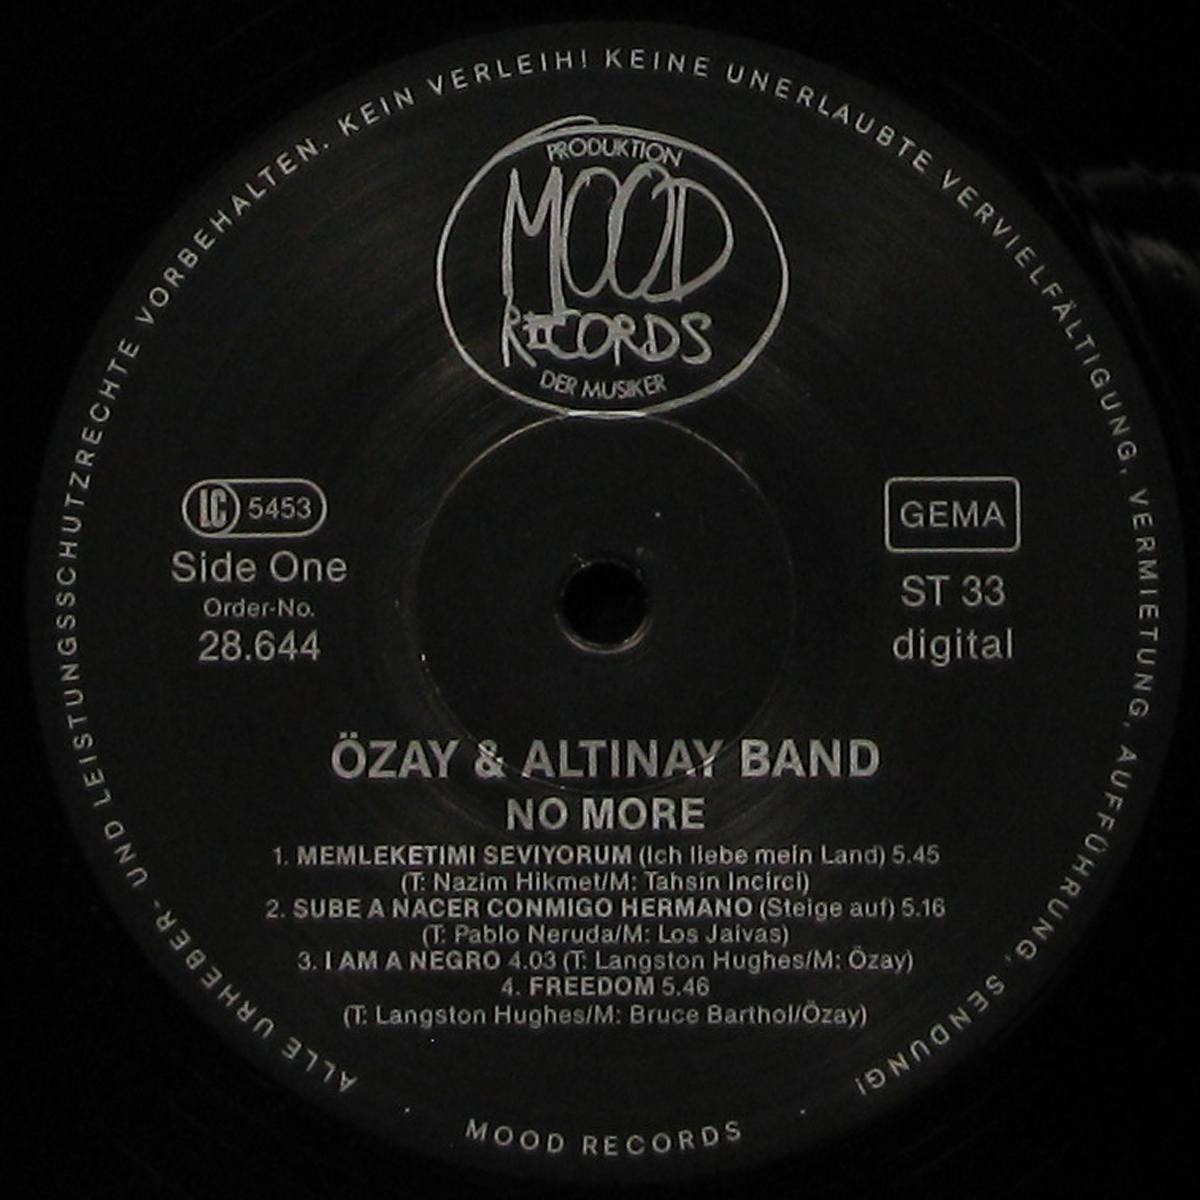 ALLE URHEBER- UND LEISTUNGSSCHUTZRECHTE VORBEHALTEN. KEIN VERLEIH! KEINE UNERLAUBTE VERVIELFÄLTIGUNG, VERMIETUNG, AUFFÜHRUNG, SENDUNG!
PRODUKTION
MOOD
RECORDS
DER MUSIKER
LC 5453
Side One
Order-No.
28.644
GEMA
ST 33
digital
ÖZAY & ALTINAY BAND
NO MORE
1. MEMLEKETIMI SEVIYORUM (Ich liebe mein Land) 5.45
(T: Nazim Hikmet/M: Tahsin Incirci)
2. SUBE A NACER CONMIGO HERMANO (Steige auf) 5.16
(T: Pablo Neruda/M: Los Jaivas)
3. I AM A NEGRO 4.03 (T: Langston Hughes/M: Özay)
4. FREEDOM 5.46
(T: Langston Hughes/M: Bruce Barthol/Özay)
· MOOD RECORDS ·